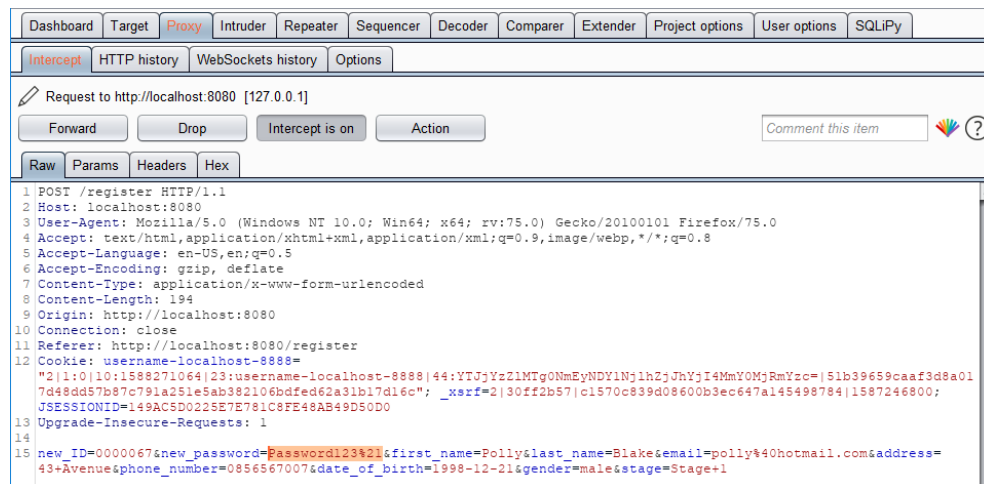 Dashboard Target Proxy Intruder Repeater Sequencer Decoder Comparer Extender Project options User options SQLiPy
Intercept HTTP history WebSockets history Options
Request to http://localhost:8080 [127.0.0.1]
Forward Drop Intercept is on Action Comment this item ?
Raw Params Headers Hex
1 POST /register HTTP/1.1
2 Host: localhost:8080
3 User-Agent: Mozilla/5.0 (Windows NT 10.0; Win64; x64; rv:75.0) Gecko/20100101 Firefox/75.0
4 Accept: text/html,application/xhtml+xml,application/xml;q=0.9,image/webp,*/*;q=0.8
5 Accept-Language: en-US,en;q=0.5
6 Accept-Encoding: gzip, deflate
7 Content-Type: application/x-www-form-urlencoded
8 Content-Length: 194
9 Origin: http://localhost:8080
10 Connection: close
11 Referer: http://localhost:8080/register
12 Cookie: username-localhost-8888=
"2|1:0|10:1588271064|23:username-localhost-8888|44:YTJjYzZlMTg0NmEyNDY1NjlhZjJhYjI4MmY0MjRmYzc=|51b39659caaf3d8a01
7d48dd57b87c791a251e5ab382106bdfed62a31b17d16c"; _xsrf=2|30ff2b57|c1570c839d08600b3ec647a145498784|1587246800;
JSESSIONID=149AC5D0225E7E781C8FE48AB49D50D0
13 Upgrade-Insecure-Requests: 1
14
15 new_ID=0000067&new_password=Password123%21&first_name=Polly&last_name=Blake&email=polly%40hotmail.com&address=
43+Avenue&phone_number=0856567007&date_of_birth=1998-12-21&gender=male&stage=Stage+1